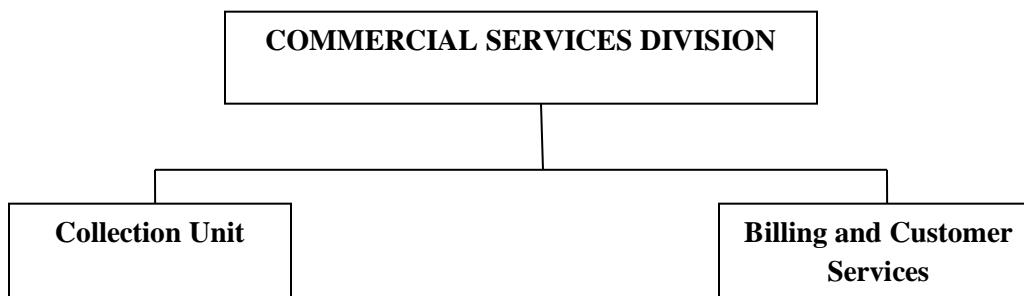 COMMERCIAL SERVICES DIVISION
Collection Unit
Billing and Customer
Services